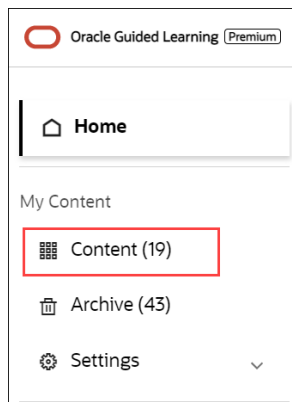 Oracle Guided Learning Premium
Home
My Content
Content (19)
Archive (43)
Settings